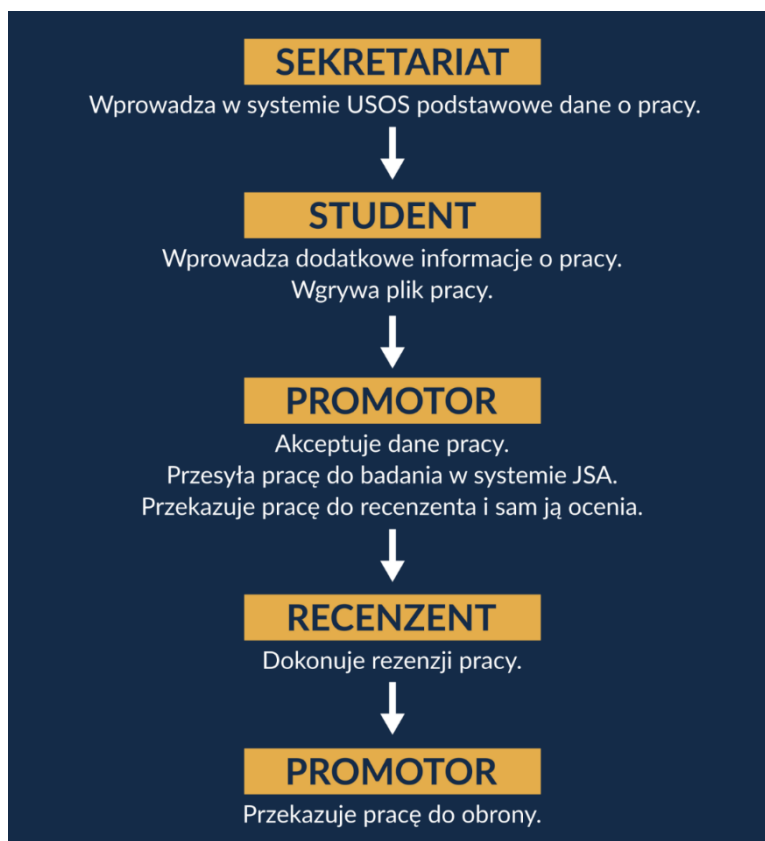 SEKRETARIAT
Wprowadza w systemie USOS podstawowe dane o pracy.
STUDENT
Wprowadza dodatkowe informacje o pracy.
Wgrywa plik pracy.
PROMOTOR
Akceptuje dane pracy.
Przesyła pracę do badania w systemie JSA.
Przekazuje pracę do recenzenta i sam ją ocenia.
RECENZENT
Dokonuje rezenzji pracy.
PROMOTOR
Przekazuje pracę do obrony.